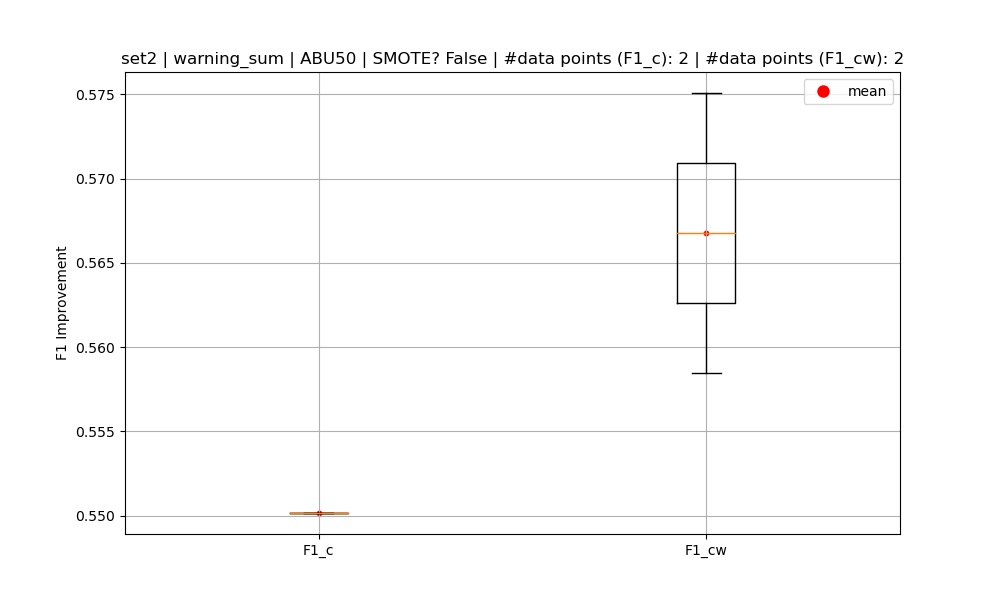 set2 | warning_sum | ABU50 | SMOTE? False | #data points (F1_c): 2 | #data points (F1_cw): 2
mean
F1 Improvement
0.575
0.570
0.565
0.560
0.555
0.550
F1_c
F1_cw